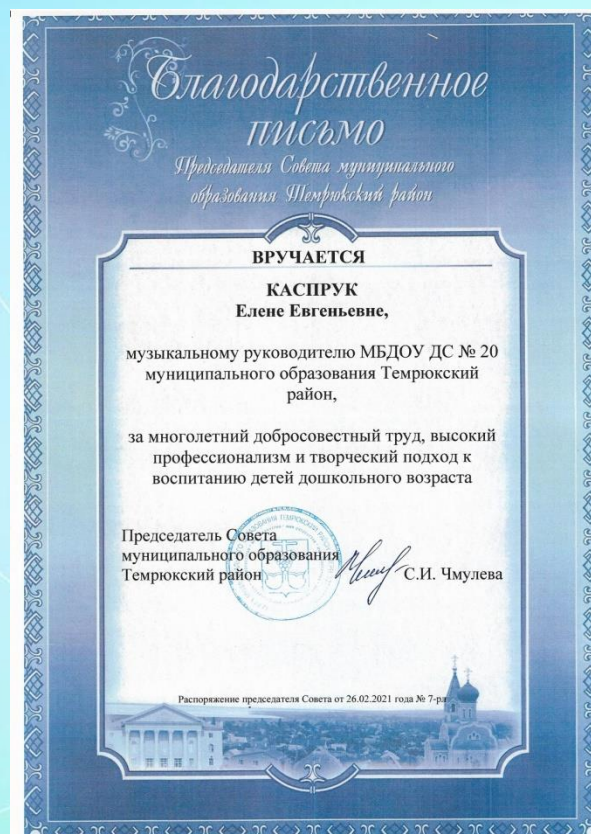 Благодарственное
письмо
Председателя Совета муниципального
образования Темрюкский район
ВРУЧАЕТСЯ
КАСПРУК
Елене Евгеньевне,
музыкальному руководителю МБДОУ ДС № 20
муниципального образования Темрюкский
район,
за многолетний добросовестный труд, высокий
профессионализм и творческий подход к
воспитанию детей дошкольного возраста
Председатель Совета
муниципального образования
Темрюкский район
С.И. Чмулева
Распоряжение председателя Совета от 26.02.2021 года № 7-рл